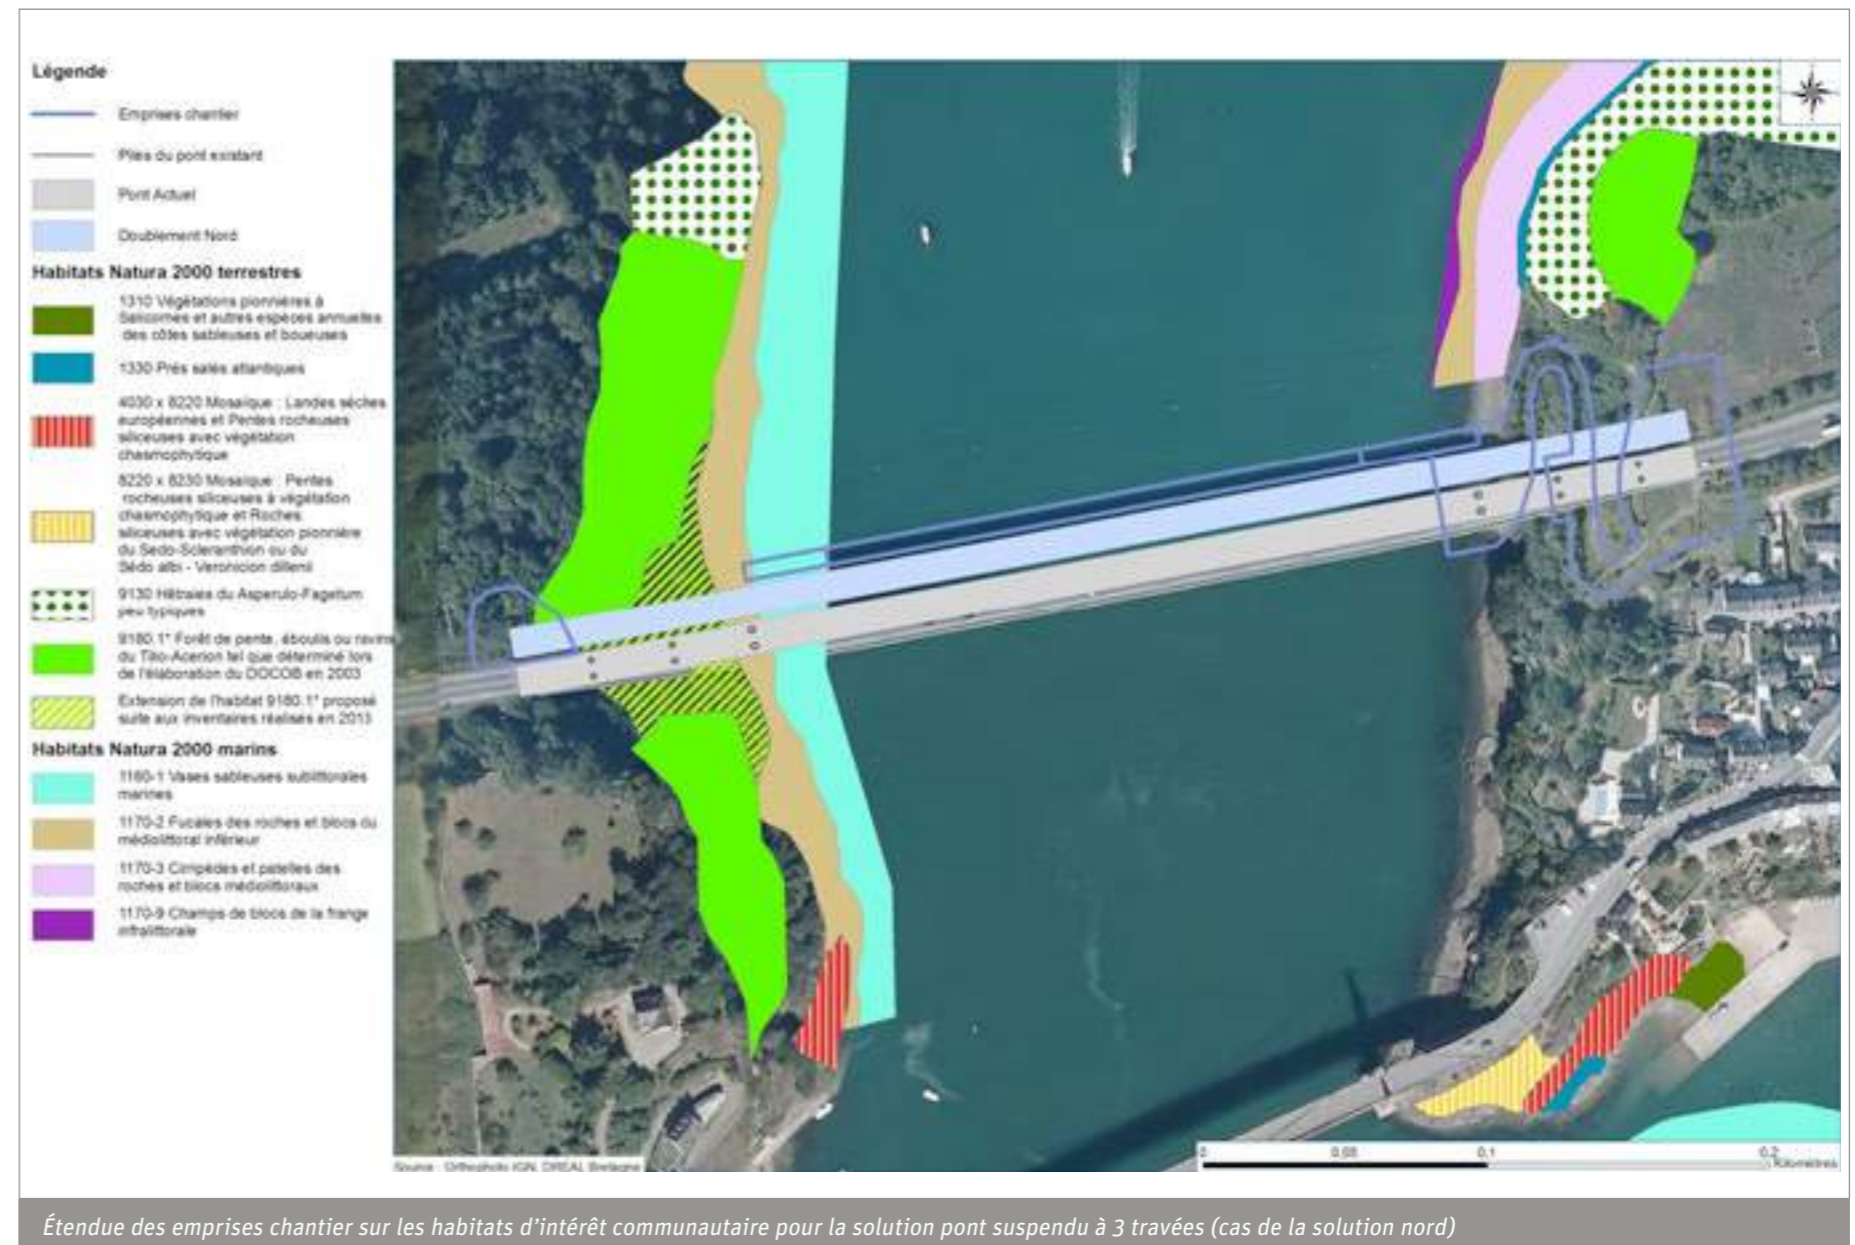 Légende
Emprises chantier
Piles du pont existant
Pont Actuel
Doublement Nord
Habitats Natura 2000 terrestres
1310 Végétations pionnières à
Salicornes et autres espèces annuelles
des côtes sableuses et boueuses
1330 Prés salés atlantiques
4030 x 8220 Mosaïque : Landes sèches
européennes et Pentes rocheuses
siliceuses avec végétation
chasmophytique
8220 x 8230 Mosaïque : Pentes
rocheuses siliceuses à végétation
chasmophytique et Roches
siliceuses avec végétation pionnière
du Sedo-Scleranthion ou du
Sédo albi - Veronicion dillenii
9130 Hêtraies du Asperulo-Fagetum
peu typiques
9180.1* Forêt de pente, éboulis ou ravins
du Tilio-Acerion tel que déterminé lors
de l'élaboration du DOCOB en 2003
Extension de l'habitat 9180.1* proposé
suite aux inventaires réalisés en 2013
Habitats Natura 2000 marins
1160-1 Vases sableuses sublittorales
marines
1170-2 Fucales des roches et blocs du
médiolittoral inférieur
1170-3 Cirripèdes et patelles des
roches et blocs médiolittoraux
1170-9 Champs de blocs de la frange
infralittorale
Source : Orthophoto IGN, DREAL Bretagne
0 0,05 0,1 0,2
Kilomètres
Étendue des emprises chantier sur les habitats d'intérêt communautaire pour la solution pont suspendu à 3 travées (cas de la solution nord)